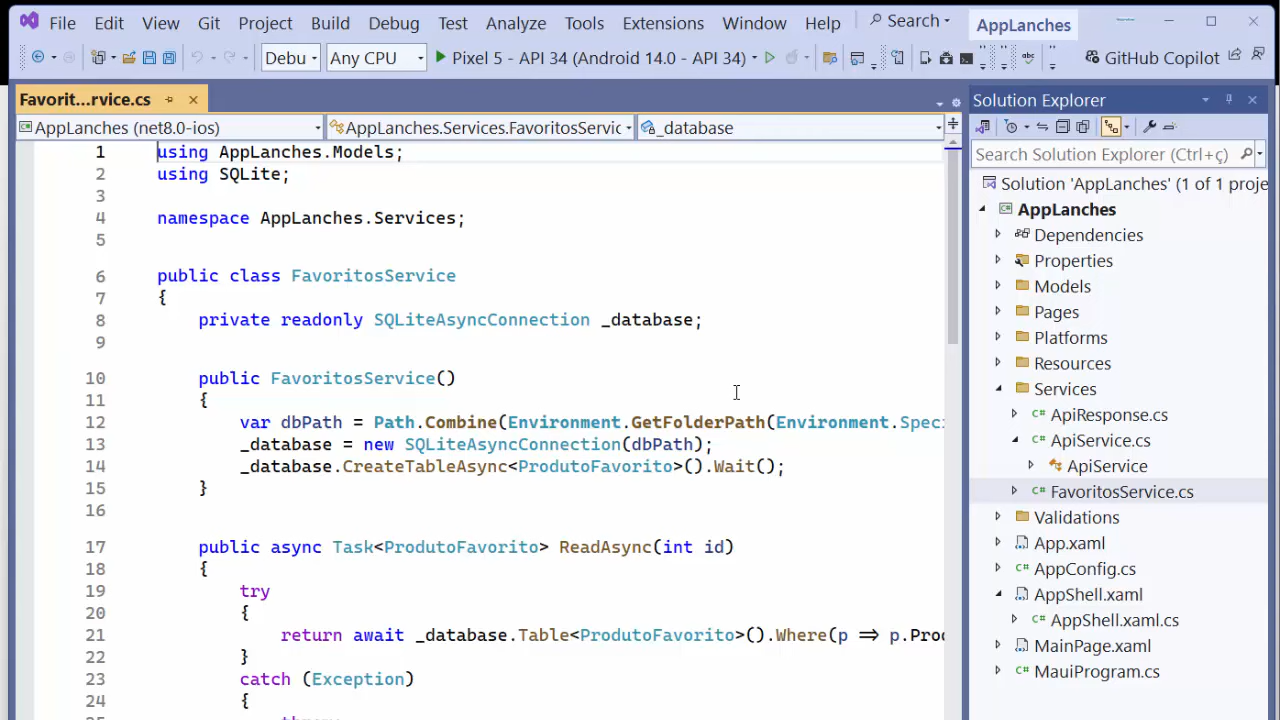 File Edit View Git Project Build Debug Test Analyze Tools Extensions Window Help Search AppLanches
Debu Any CPU Pixel 5 - API 34 (Android 14.0 - API 34) GitHub Copilot
Favorit...rvice.cs
AppLanches (net8.0-ios) AppLanches.Services.FavoritosServic _database
1 using AppLanches.Models;
2 using SQLite;
3
4 namespace AppLanches.Services;
5
6 public class FavoritosService
7 {
8 private readonly SQLiteAsyncConnection _database;
9
10 public FavoritosService()
11 {
12 var dbPath = Path.Combine(Environment.GetFolderPath(Environment.Speci
13 _database = new SQLiteAsyncConnection(dbPath);
14 _database.CreateTableAsync<ProdutoFavorito>().Wait();
15 }
16
17 public async Task<ProdutoFavorito> ReadAsync(int id)
18 {
19 try
20 {
21 return await _database.Table<ProdutoFavorito>().Where(p => p.Proc
22 }
23 catch (Exception)
24 {
Solution Explorer
Search Solution Explorer (Ctrl+ç)
Solution 'AppLanches' (1 of 1 proje
AppLanches
Dependencies
Properties
Models
Pages
Platforms
Resources
Services
ApiResponse.cs
ApiService.cs
ApiService
FavoritosService.cs
Validations
App.xaml
AppConfig.cs
AppShell.xaml
AppShell.xaml.cs
MainPage.xaml
MauiProgram.cs